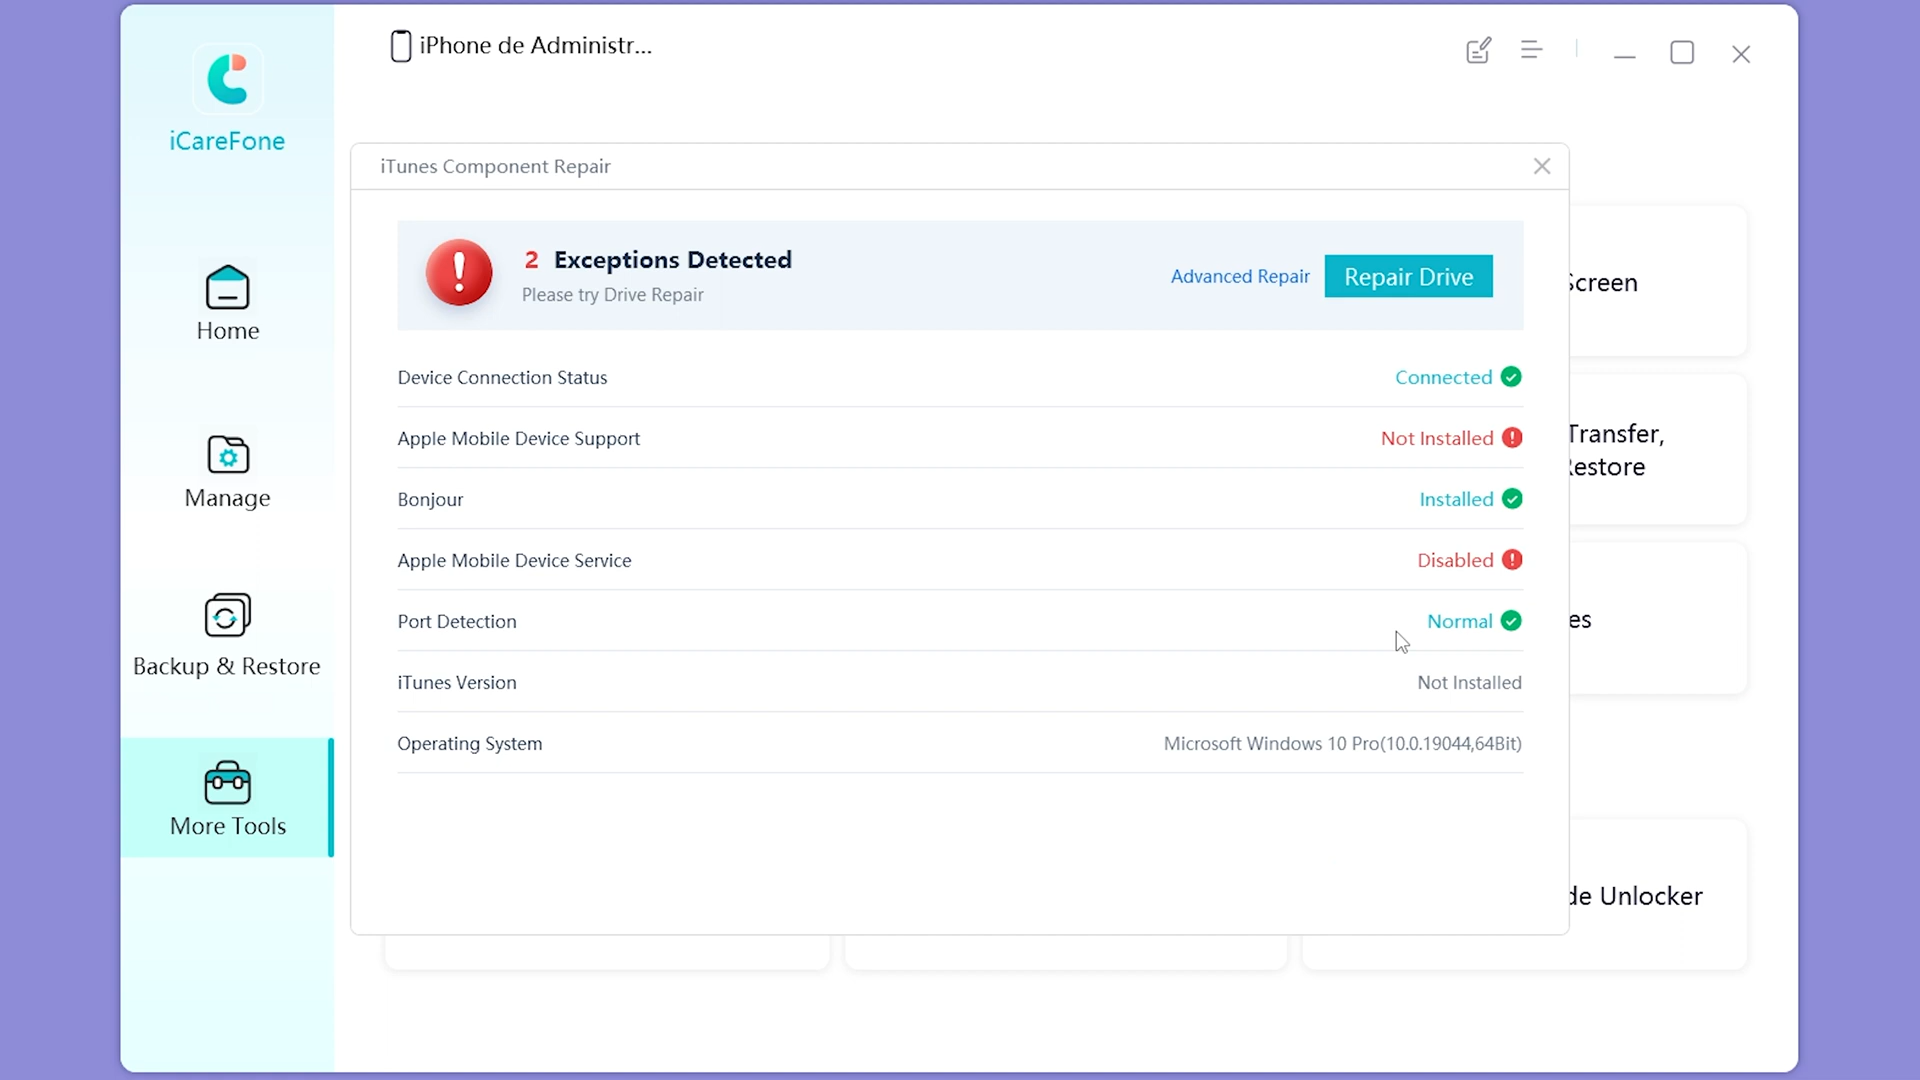 iPhone de Administr...
iCareFone
Home
Manage
Backup & Restore
More Tools
iTunes Component Repair
2 Exceptions Detected
Please try Drive Repair
Advanced Repair
Repair Drive
Device Connection Status Connected
Apple Mobile Device Support Not Installed
Bonjour Installed
Apple Mobile Device Service Disabled
Port Detection Normal
iTunes Version Not Installed
Operating System Microsoft Windows 10 Pro(10.0.19044,64Bit)
Screen
Transfer,
estore
es
de Unlocker